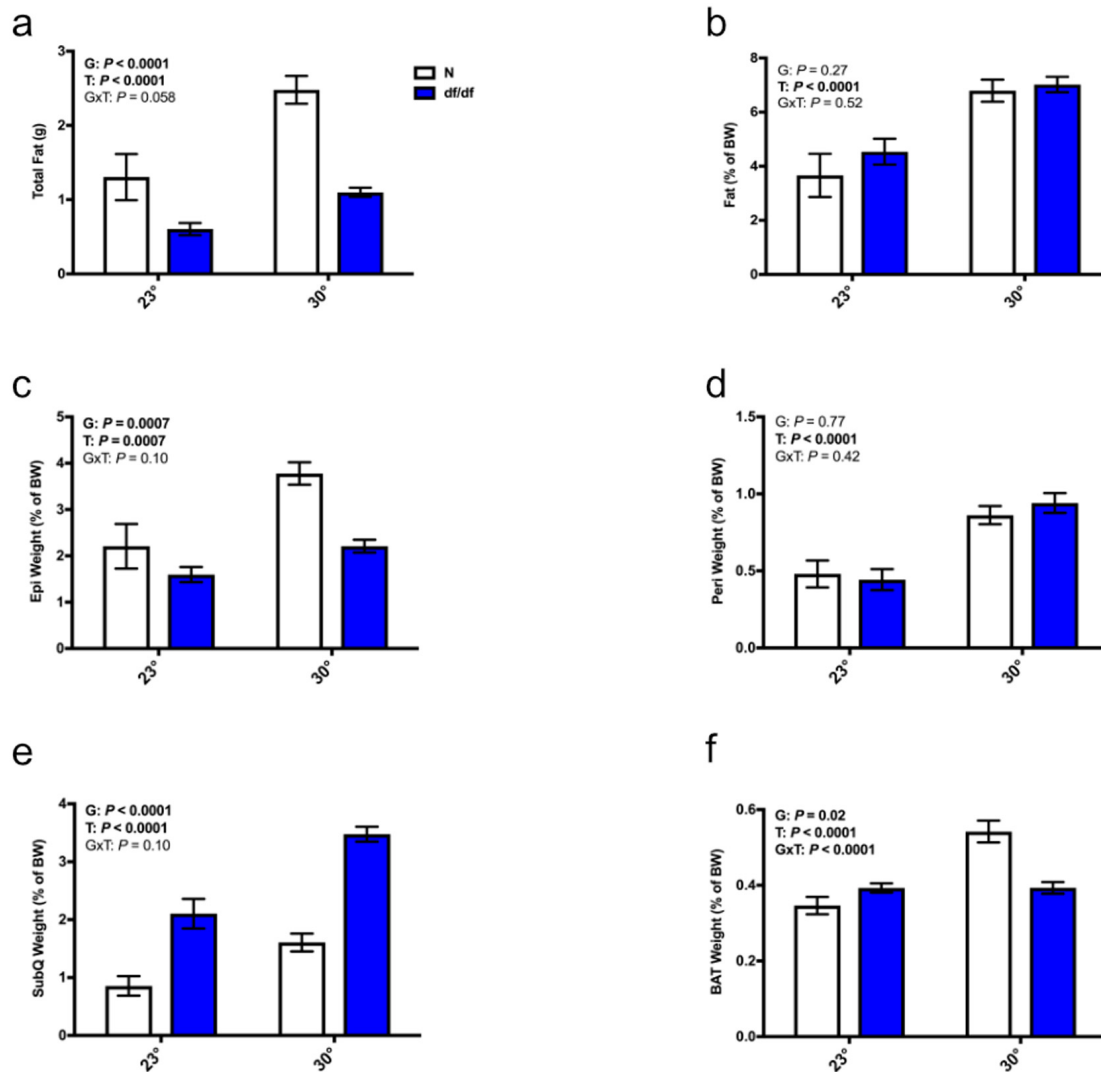 a
G: P < 0.0001
T: P < 0.0001
GxT: P = 0.058
N
df/df
Total Fat (g)
3
2
1
0
23°
30°
b
G: P = 0.27
T: P < 0.0001
GxT: P = 0.52
Fat (% of BW)
8
6
4
2
0
23°
30°
c
G: P = 0.0007
T: P = 0.0007
GxT: P = 0.10
Epi Weight (% of BW)
5
4
3
2
1
0
23°
30°
d
G: P = 0.77
T: P < 0.0001
GxT: P = 0.42
Peri Weight (% of BW)
1.5
1.0
0.5
0.0
23°
30°
e
G: P < 0.0001
T: P < 0.0001
GxT: P = 0.10
SubQ Weight (% of BW)
4
3
2
1
0
23°
30°
f
G: P = 0.02
T: P < 0.0001
GxT: P < 0.0001
BAT Weight (% of BW)
0.6
0.4
0.2
0.0
23°
30°